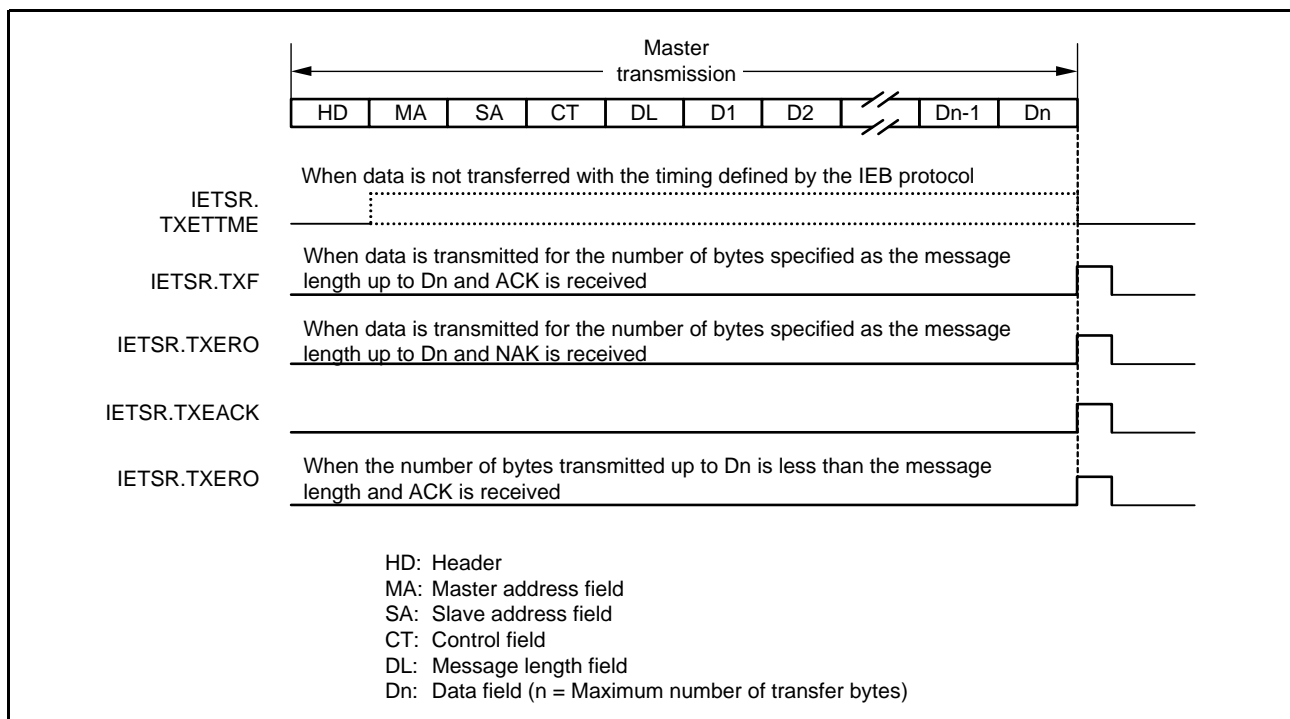 Master
transmission
HD MA SA CT DL D1 D2 Dn-1 Dn
When data is not transferred with the timing defined by the IEB protocol
IETSR.
TXETTME
When data is transmitted for the number of bytes specified as the message
length up to Dn and ACK is received
IETSR.TXF
When data is transmitted for the number of bytes specified as the message
length up to Dn and NAK is received
IETSR.TXERO
IETSR.TXEACK
When the number of bytes transmitted up to Dn is less than the message
length and ACK is received
IETSR.TXERO
HD: Header
MA: Master address field
SA: Slave address field
CT: Control field
DL: Message length field
Dn: Data field (n = Maximum number of transfer bytes)